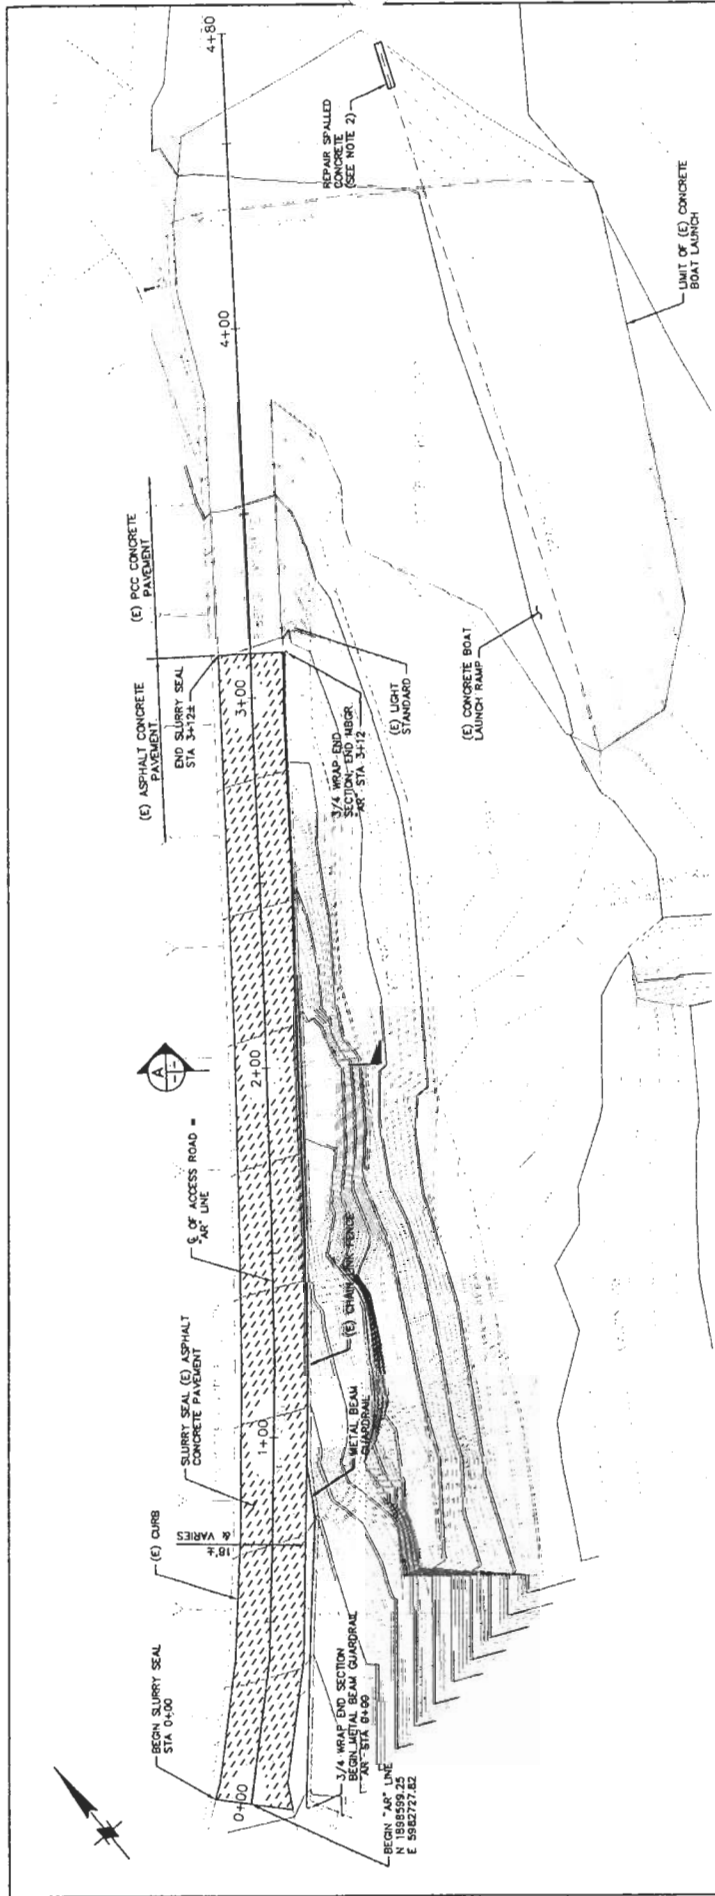 BEGIN SLURRY SEAL
STA 0+00
(E) CURB
18'±
& VARIES
SLURRY SEAL (E) ASPHALT
CONCRETE PAVEMENT
℄ OF ACCESS ROAD =
"AR" LINE
A
(E) ASPHALT CONCRETE
PAVEMENT
(E) PCC CONCRETE
PAVEMENT
END SLURRY SEAL
STA 3+12±
0+00
1+00
2+00
3+00
4+00
4+80
BEGIN "AR" LINE
N 1898599.25
E 5982727.82
3/4 WRAP END SECTION
BEGIN METAL BEAM GUARDRAIL
"AR" STA 0+00
METAL BEAM
GUARDRAIL
(E) CHAIN LINK FENCE
3/4 WRAP END
SECTION, END MBGR
"AR" STA 3+12
(E) LIGHT
STANDARD
(E) CONCRETE BOAT
LAUNCH RAMP
REPAIR SPALLED
CONCRETE
(SEE NOTE 2)
LIMIT OF (E) CONCRETE
BOAT LAUNCH